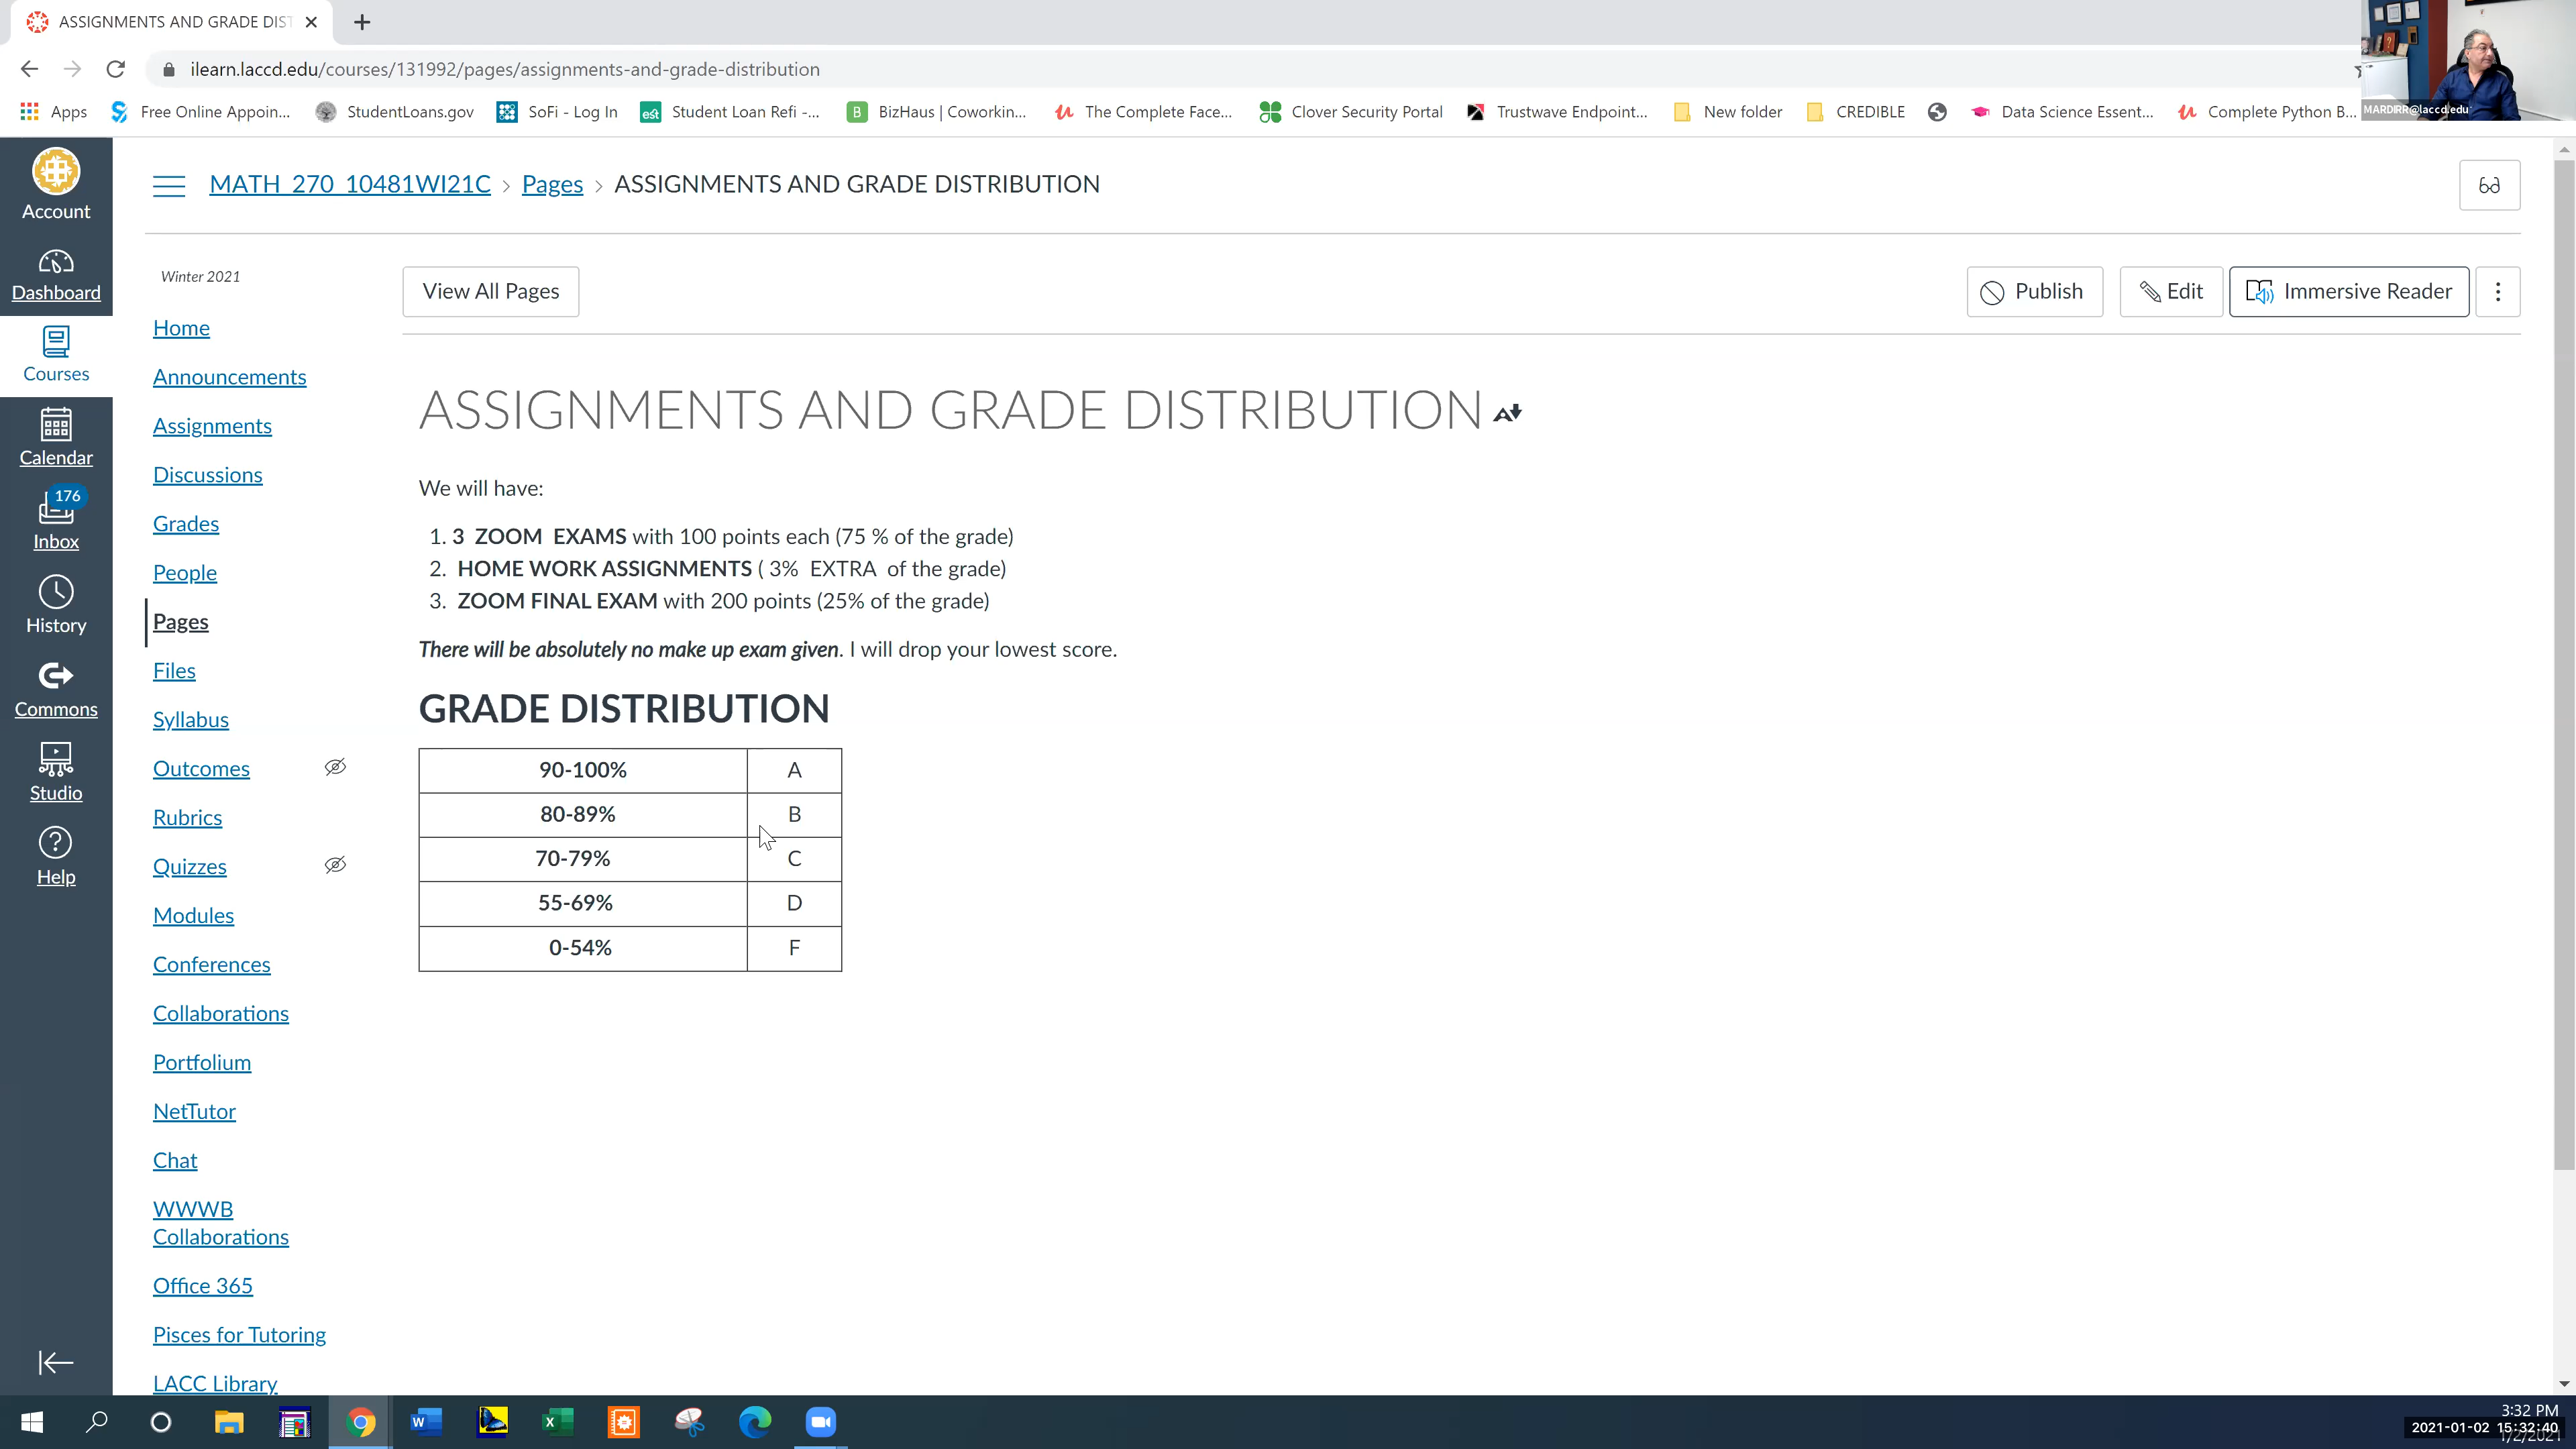 ASSIGNMENTS AND GRADE DIST
ilearn.laccd.edu/courses/131992/pages/assignments-and-grade-distribution
Apps Free Online Appoin... StudentLoans.gov SoFi - Log In Student Loan Refi -... BizHaus | Coworkin... The Complete Face... Clover Security Portal Trustwave Endpoint... New folder CREDIBLE Data Science Essent... Complete Python B...
MARDIRR@laccd.edu
MATH_270_10481WI21C > Pages > ASSIGNMENTS AND GRADE DISTRIBUTION
Account
Dashboard
Courses
Calendar
176
Inbox
History
Commons
Studio
Help
Winter 2021
Home
Announcements
Assignments
Discussions
Grades
People
Pages
Files
Syllabus
Outcomes
Rubrics
Quizzes
Modules
Conferences
Collaborations
Portfolium
NetTutor
Chat
WWWB
Collaborations
Office 365
Pisces for Tutoring
LACC Library
View All Pages
Publish Edit Immersive Reader
ASSIGNMENTS AND GRADE DISTRIBUTION
We will have:
1. 3 ZOOM EXAMS with 100 points each (75 % of the grade)
2. HOME WORK ASSIGNMENTS ( 3% EXTRA of the grade)
3. ZOOM FINAL EXAM with 200 points (25% of the grade)
There will be absolutely no make up exam given. I will drop your lowest score.
GRADE DISTRIBUTION
90-100% A
80-89% B
70-79% C
55-69% D
0-54% F
3:32 PM
2021-01-02 15:32:40